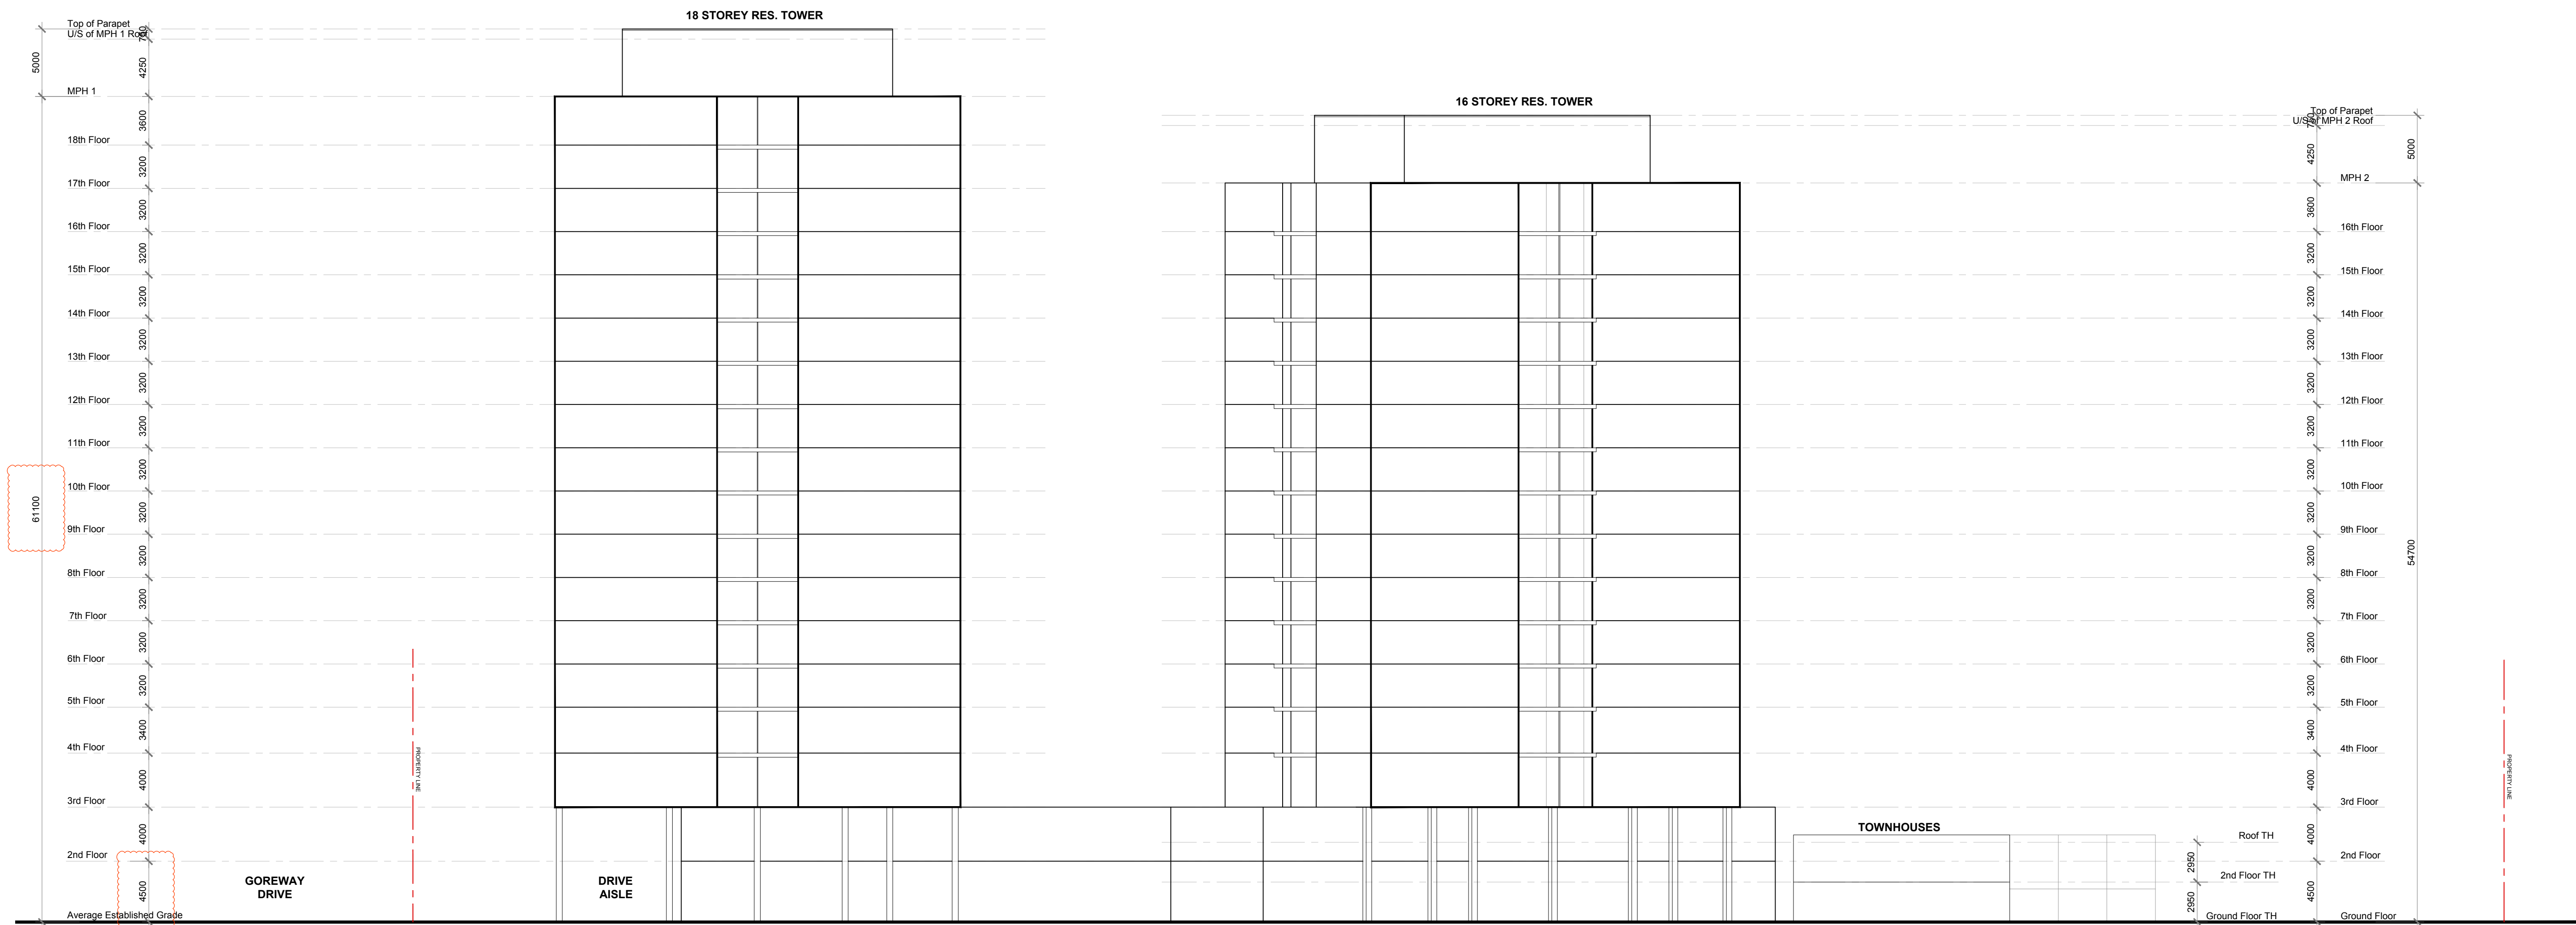 18 STOREY RES. TOWER
Top of Parapet
U/S of MPH 1 Roof
750
5000
4250
MPH 1
3600
18th Floor
3200
17th Floor
3200
16th Floor
3200
15th Floor
3200
14th Floor
3200
13th Floor
3200
12th Floor
3200
11th Floor
3200
10th Floor
61100
3200
9th Floor
3200
8th Floor
3200
7th Floor
3200
6th Floor
3200
5th Floor
3400
4th Floor
4000
3rd Floor
4000
2nd Floor
4500
Average Established Grade
GOREWAY
DRIVE
PROPERTY LINE
DRIVE
AISLE
16 STOREY RES. TOWER
Top of Parapet
U/S of MPH 2 Roof
750
4250
5000
MPH 2
3600
16th Floor
3200
15th Floor
3200
14th Floor
3200
13th Floor
3200
12th Floor
3200
11th Floor
3200
10th Floor
3200
9th Floor
3200
54700
8th Floor
3200
7th Floor
3200
6th Floor
3200
5th Floor
3400
4th Floor
4000
3rd Floor
4000
2nd Floor
4500
Ground Floor
TOWNHOUSES
Roof TH
2950
2nd Floor TH
2950
Ground Floor TH
PROPERTY LINE